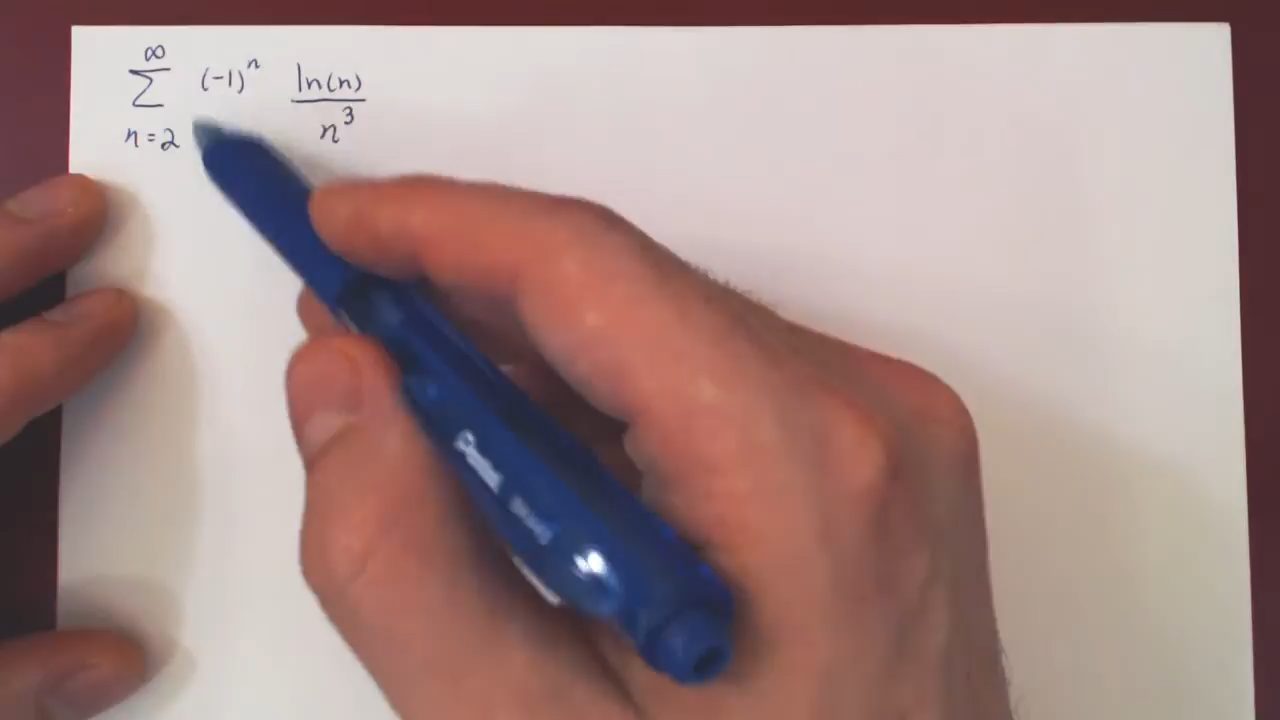 ∞
∑ (-1)^n ln(n)/n^3
n=2